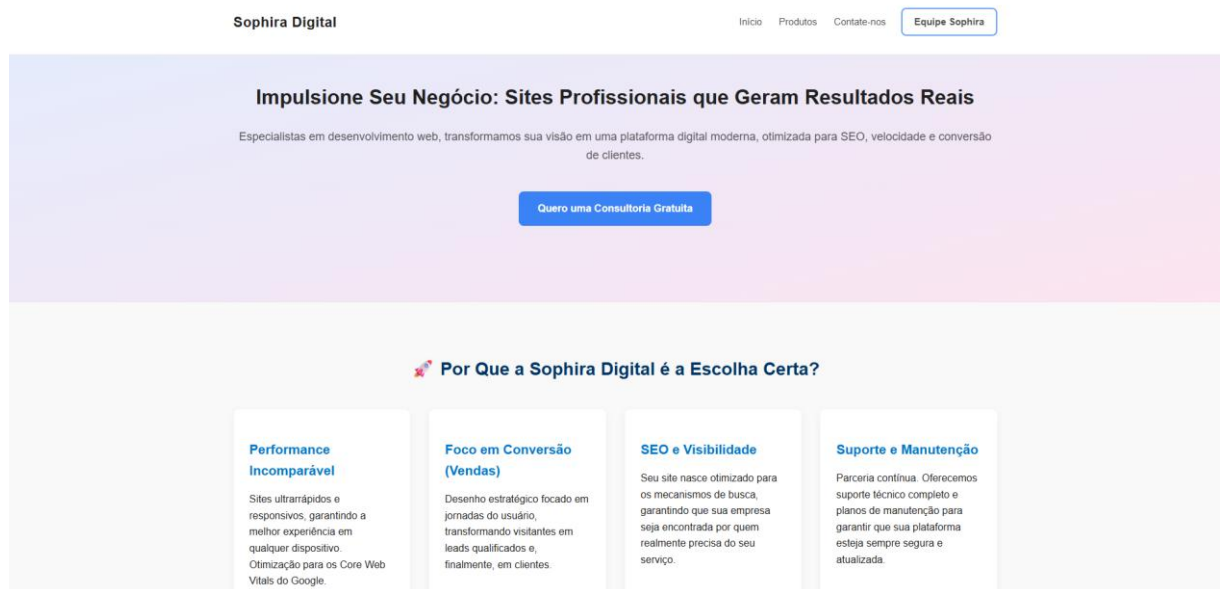 Sophira Digital
Início Produtos Contate-nos Equipe Sophira
Impulsione Seu Negócio: Sites Profissionais que Geram Resultados Reais
Especialistas em desenvolvimento web, transformamos sua visão em uma plataforma digital moderna, otimizada para SEO, velocidade e conversão
de clientes.
Quero uma Consultoria Gratuita
🚀 Por Que a Sophira Digital é a Escolha Certa?
Performance
Incomparável
Sites ultrarrápidos e
responsivos, garantindo a
melhor experiência em
qualquer dispositivo.
Otimização para os Core Web
Vitals do Google.
Foco em Conversão
(Vendas)
Desenho estratégico focado em
jornadas do usuário,
transformando visitantes em
leads qualificados e,
finalmente, em clientes.
SEO e Visibilidade
Seu site nasce otimizado para
os mecanismos de busca,
garantindo que sua empresa
seja encontrada por quem
realmente precisa do seu
serviço.
Suporte e Manutenção
Parceria contínua. Oferecemos
suporte técnico completo e
planos de manutenção para
garantir que sua plataforma
esteja sempre segura e
atualizada.